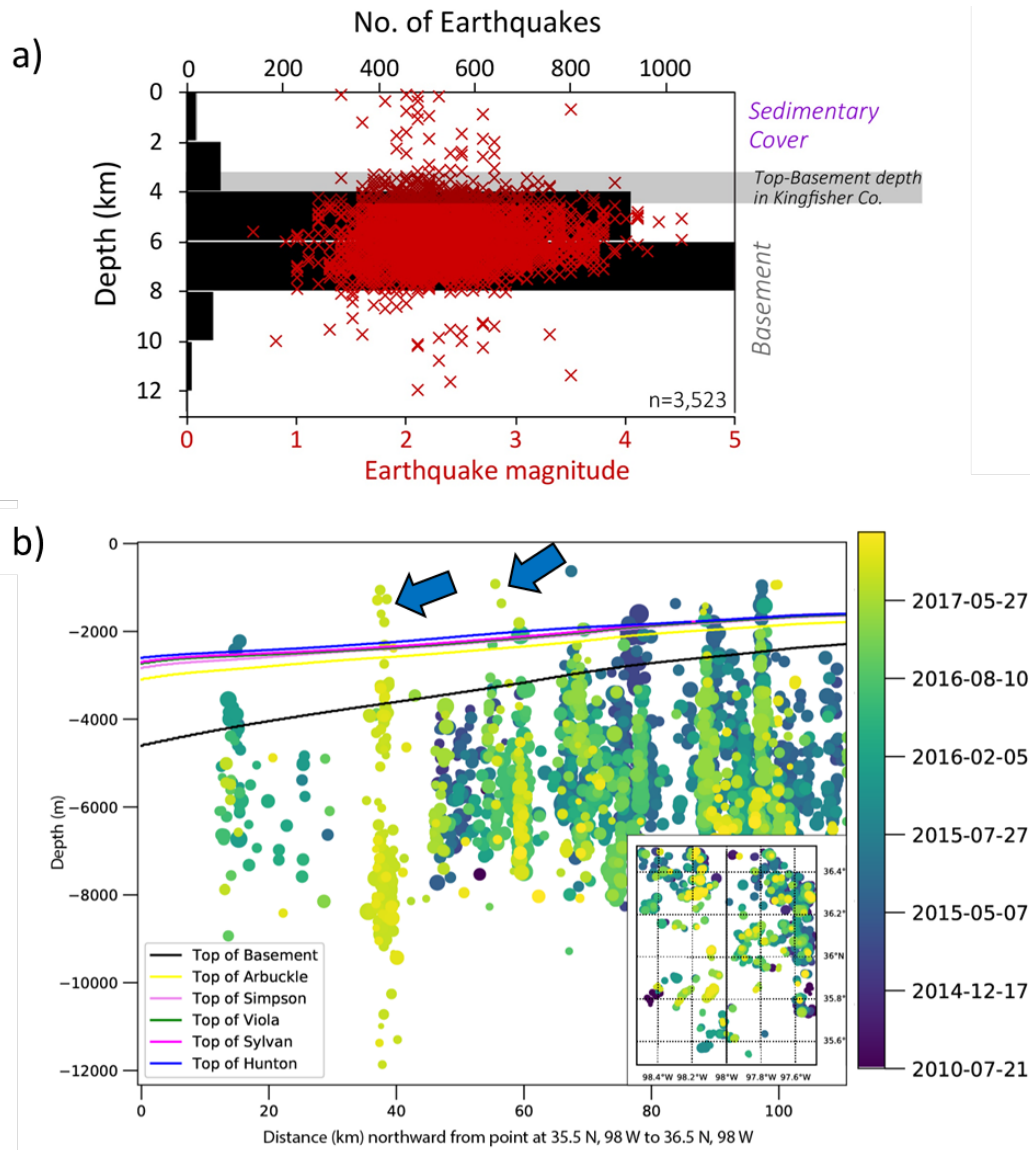 a)
No. of Earthquakes
0 200 400 600 800 1000
Depth (km)
0
2
4
6
8
10
12
Sedimentary
Cover
Top-Basement depth
in Kingfisher Co.
Basement
n=3,523
0 1 2 3 4 5
Earthquake magnitude
b)
Depth (m)
0
−2000
−4000
−6000
−8000
−10000
−12000
Top of Basement
Top of Arbuckle
Top of Simpson
Top of Viola
Top of Sylvan
Top of Hunton
36.4°
36.2°
36°N
35.8°
35.6°
98.4°W 98.2°W 98°W 97.8°W 97.6°W
0 20 40 60 80 100
Distance (km) northward from point at 35.5 N, 98 W to 36.5 N, 98 W
2017-05-27
2016-08-10
2016-02-05
2015-07-27
2015-05-07
2014-12-17
2010-07-21